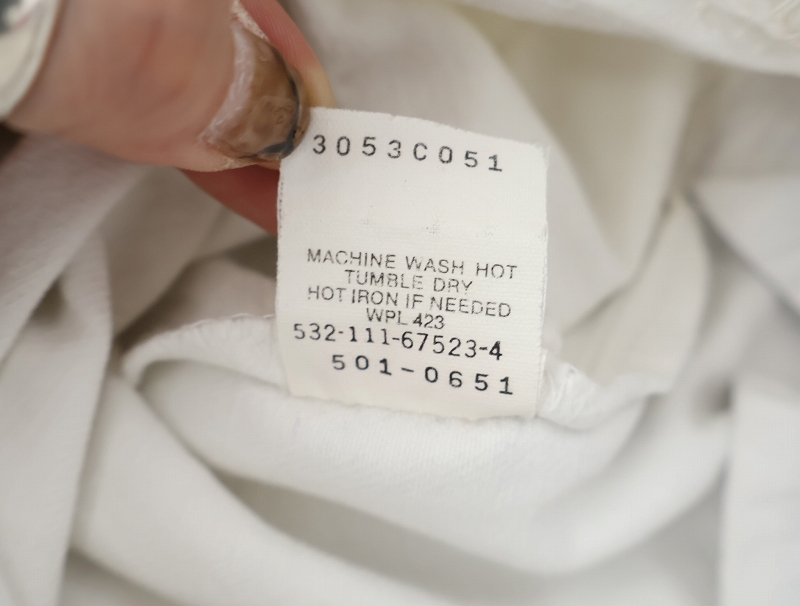 3053C051
MACHINE WASH HOT
TUMBLE DRY
HOT IRON IF NEEDED
WPL 423
532-111-67523-4
501-0651